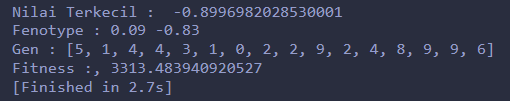 Nilai Terkecil :  -0.8996982028530001
Fenotype : 0.09 -0.83
Gen : [5, 1, 4, 4, 3, 1, 0, 2, 2, 9, 2, 4, 8, 9, 9, 6]
Fitness :, 3313.483940920527
[Finished in 2.7s]